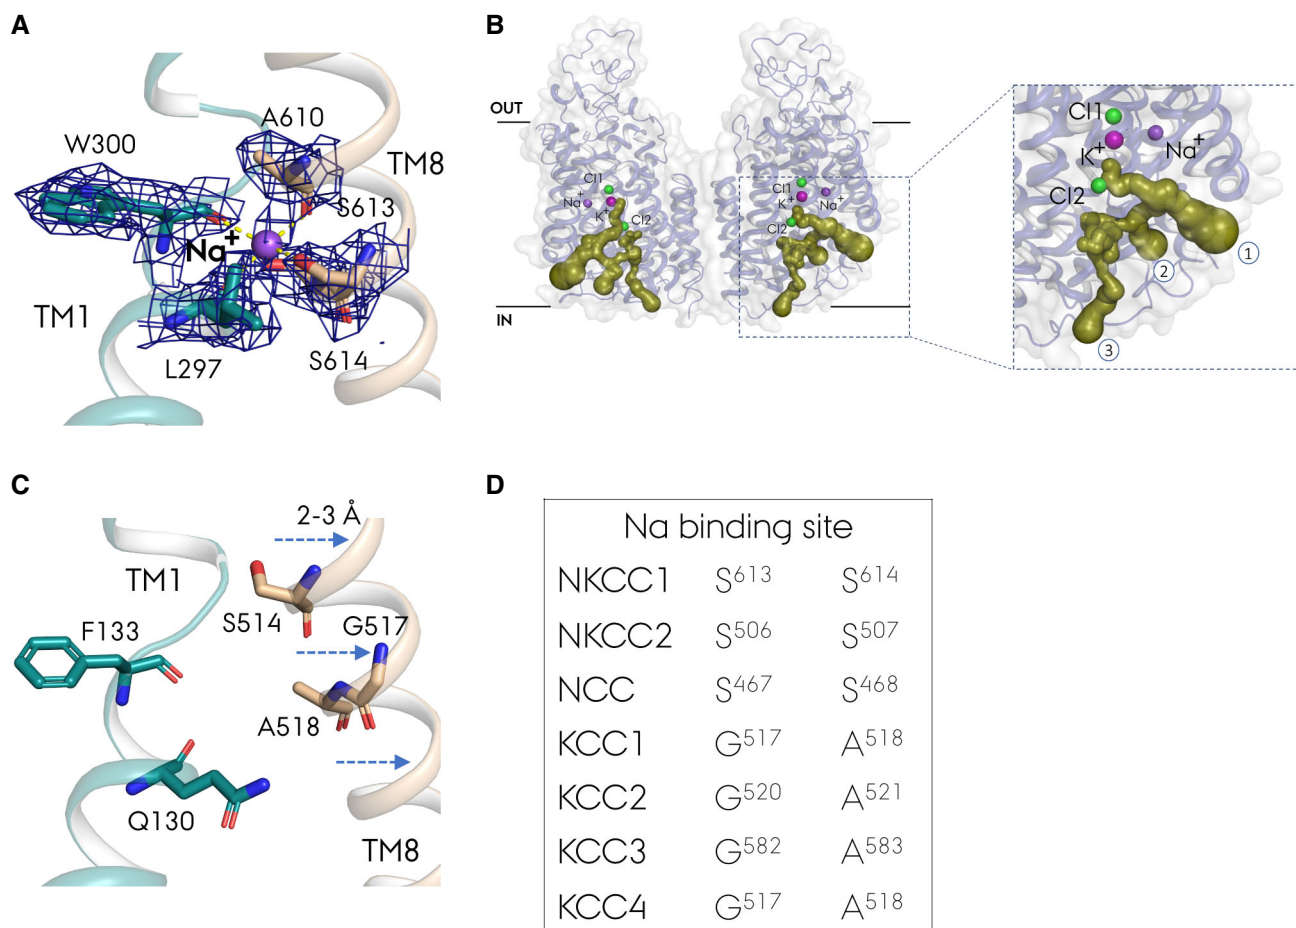 A
W300
A610
TM8
S613
Na+
TM1
L297
S614
B
OUT
IN
Cl1
Na+
K+
Cl2
Cl1
K+
Na+
Cl2
Cl1
K+
Na+
Cl2
1
2
3
C
2-3 Å
TM1
S514
F133
G517
A518
Q130
TM8
D
Na binding site
NKCC1 S613 S614
NKCC2 S506 S507
NCC S467 S468
KCC1 G517 A518
KCC2 G520 A521
KCC3 G582 A583
KCC4 G517 A518